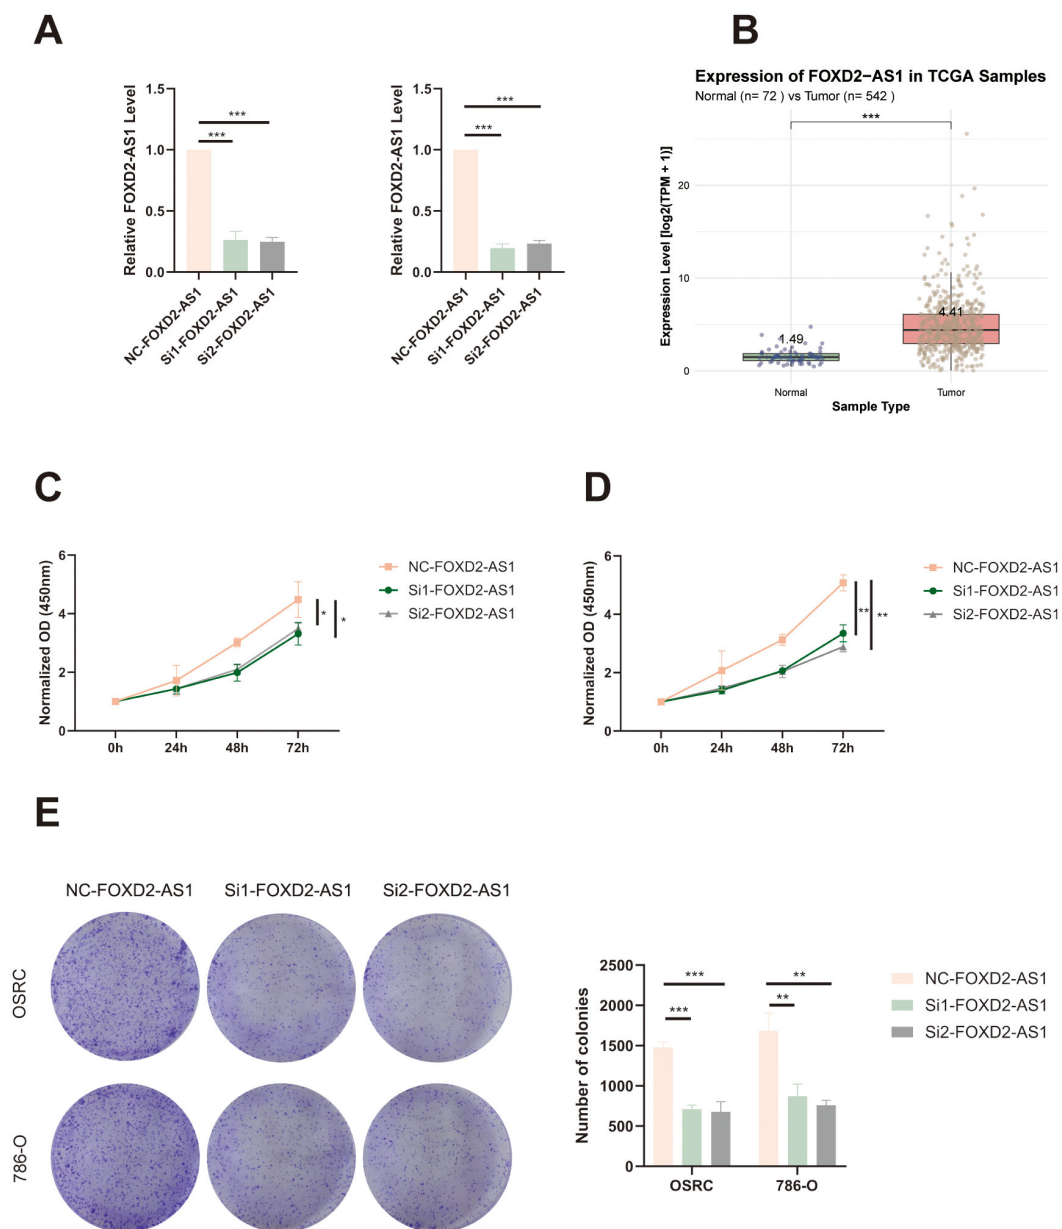 A
Relative FOXD2-AS1 Level
1.5
1.0
0.5
0.0
***
***
NC-FOXD2-AS1
Si1-FOXD2-AS1
Si2-FOXD2-AS1
Relative FOXD2-AS1 Level
1.5
1.0
0.5
0.0
***
***
NC-FOXD2-AS1
Si1-FOXD2-AS1
Si2-FOXD2-AS1
B
Expression of FOXD2−AS1 in TCGA Samples
Normal (n= 72 ) vs Tumor (n= 542 )
Expression Level [log2(TPM + 1)]
***
20
10
0
1.49
4.41
Normal
Tumor
Sample Type
C
Normalized OD (450nm)
6
4
2
0
0h
24h
48h
72h
*
*
NC-FOXD2-AS1
Si1-FOXD2-AS1
Si2-FOXD2-AS1
D
Normalized OD (450nm)
6
4
2
0
0h
24h
48h
72h
**
**
NC-FOXD2-AS1
Si1-FOXD2-AS1
Si2-FOXD2-AS1
E
NC-FOXD2-AS1
Si1-FOXD2-AS1
Si2-FOXD2-AS1
OSRC
786-O
Number of colonies
2500
2000
1500
1000
500
0
***
***
**
**
OSRC
786-O
NC-FOXD2-AS1
Si1-FOXD2-AS1
Si2-FOXD2-AS1